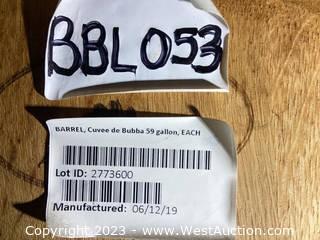 BBL053
BARREL, Cuvee de Bubba 59 gallon, EACH
Lot ID: 2773600
Manufactured: 06/12/19
Copyright © 2023 - www.WestAuction.com